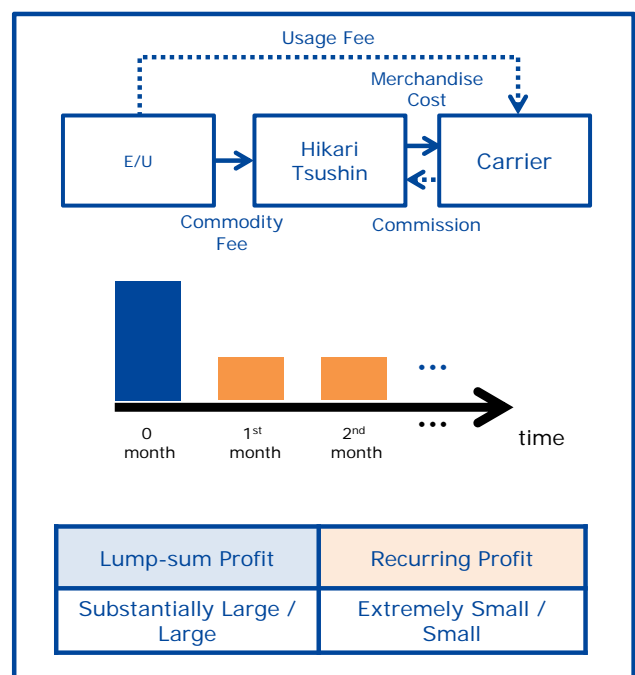 Usage Fee
Merchandise
Cost
E/U
Hikari
Tsushin
Carrier
Commodity
Fee
Commission
...
...
0
month
1st
month
2nd
month
time
Lump-sum Profit
Recurring Profit
Substantially Large /
Large
Extremely Small /
Small